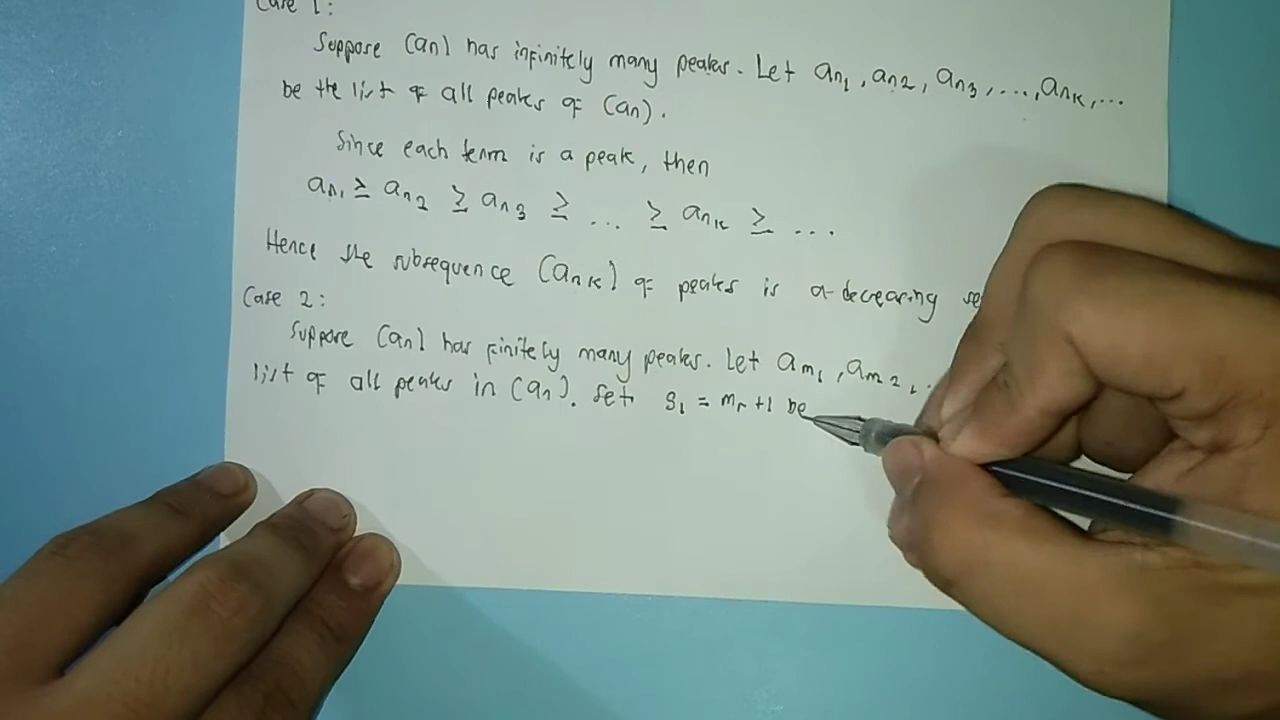 Case 1:
Suppose (an) has infinitely many peaks. Let an1, an2, an3, ..., ank, ...
be the list of all peaks of (an).
Since each term is a peak, then
an1 ≥ an2 ≥ an3 ≥ ... ≥ ank ≥ ...
Hence the subsequence (ank) of peaks is a decreasing se
Case 2:
Suppose (an) has finitely many peaks. Let am1, am2,
list of all peaks in (an). Set s1 = mr +1 be